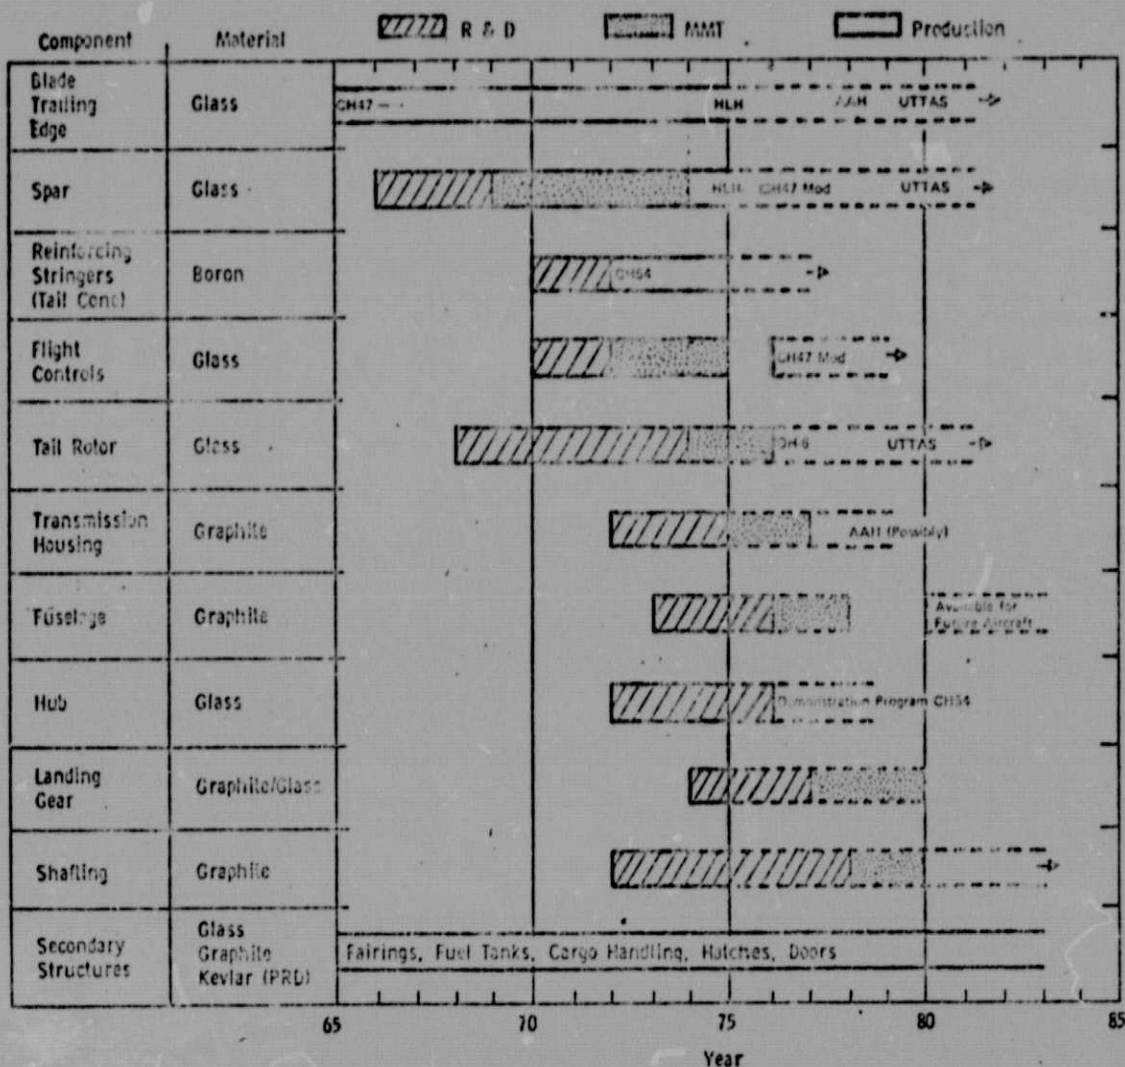 Component Material R & D MMT Production
Blade
Trailing
Edge
Glass
CH47
HLH
AAH
UTTAS
Spar
Glass
HLH
CH47 Mod
UTTAS
Reinforcing
Stringers
(Tail Cone)
Boron
CH54
Flight
Controls
Glass
CH47 Mod
Tail Rotor
Glass
OH-6
UTTAS
Transmission
Housing
Graphite
AAH (Possibly)
Fuselage
Graphite
Available for
Future Aircraft
Hub
Glass
Demonstration Program CH54
Landing
Gear
Graphite/Glass
Shafting
Graphite
Secondary
Structures
Glass
Graphite
Kevlar (PRD)
Fairings, Fuel Tanks, Cargo Handling, Hatches, Doors
65 70 75 80 85
Year